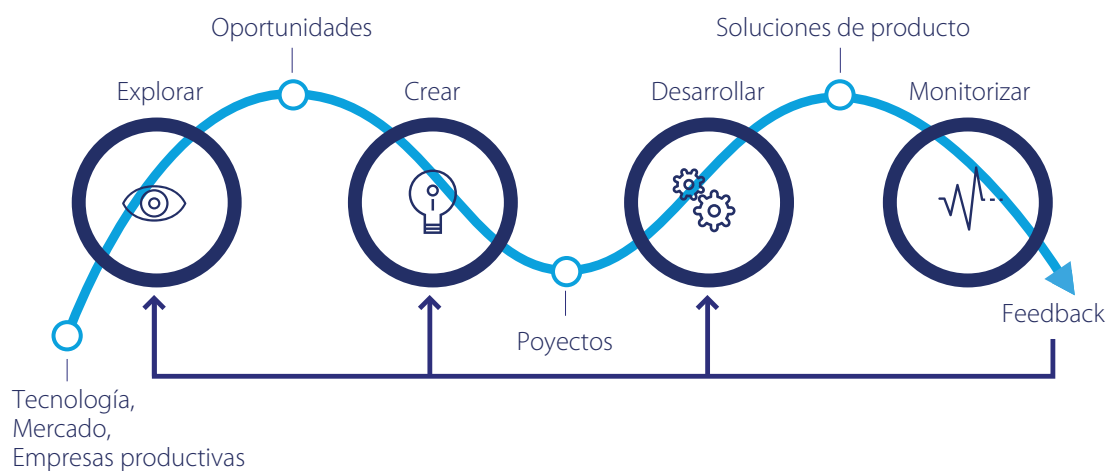 Oportunidades
Soluciones de producto
Explorar
Crear
Desarrollar
Monitorizar
Feedback
Poyectos
Tecnología,
Mercado,
Empresas productivas